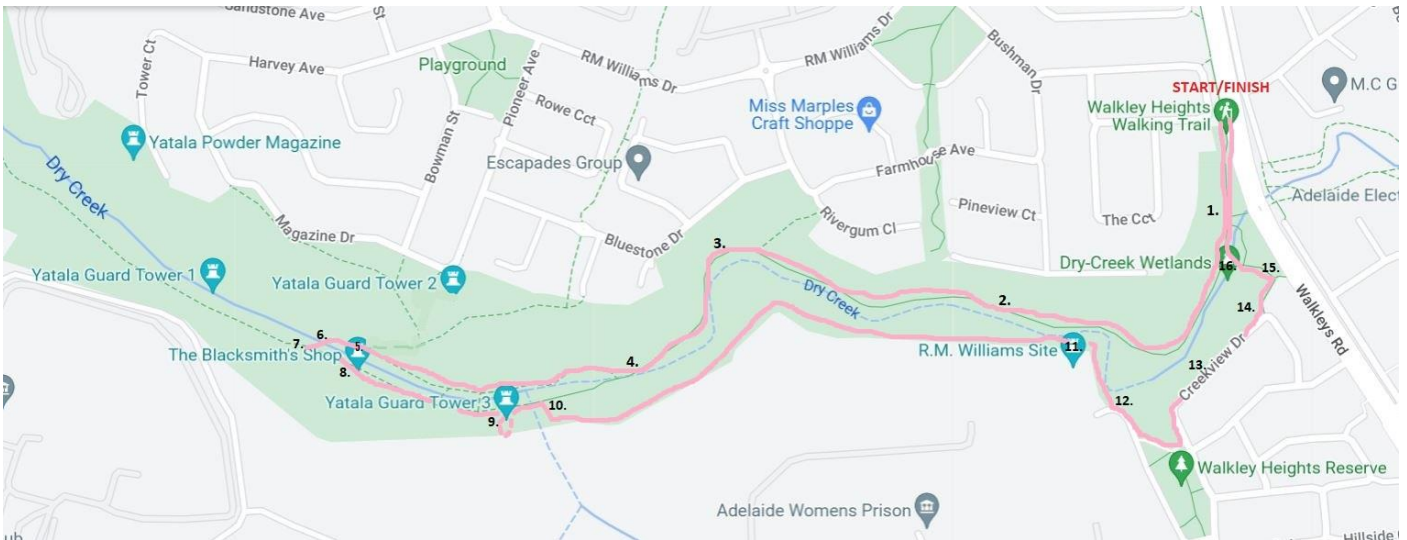 Sandstone Ave
St
Tower Ct
Harvey Ave
Playground
Pioneer Ave
RM Williams Dr
RM Williams Dr
Bushman Dr
START/FINISH
Walkley Heights
Walking Trail
M.C G
Rowe Cct
Miss Marples
Craft Shoppe
Yatala Powder Magazine
Bowman St
Escapades Group
Farmhouse Ave
Dry Creek
Adelaide Elec
Pineview Ct
The Cct
1.
Magazine Dr
Bluestone Dr
Rivergum Cl
3.
Yatala Guard Tower 1
Yatala Guard Tower 2
Dry-Creek Wetlands
16.
15.
Dry Creek
2.
14.
Walkleys Rd
6.
7.
5.
The Blacksmith's Shop
R.M. Williams Site
11.
4.
8.
13.
Creekview Dr
Yatala Guard Tower 3
10.
12.
9.
Walkley Heights Reserve
Adelaide Womens Prison
ub
Hillside